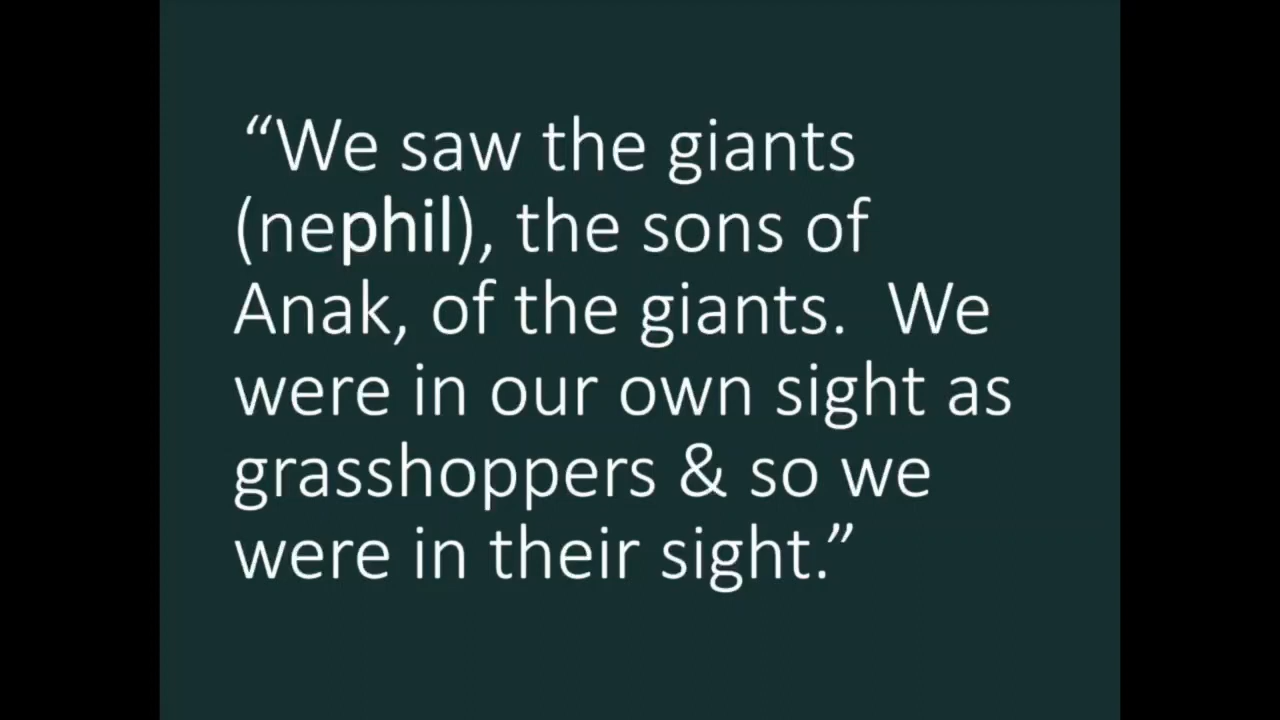 “We saw the giants
(nephil), the sons of
Anak, of the giants.  We
were in our own sight as
grasshoppers & so we
were in their sight.”